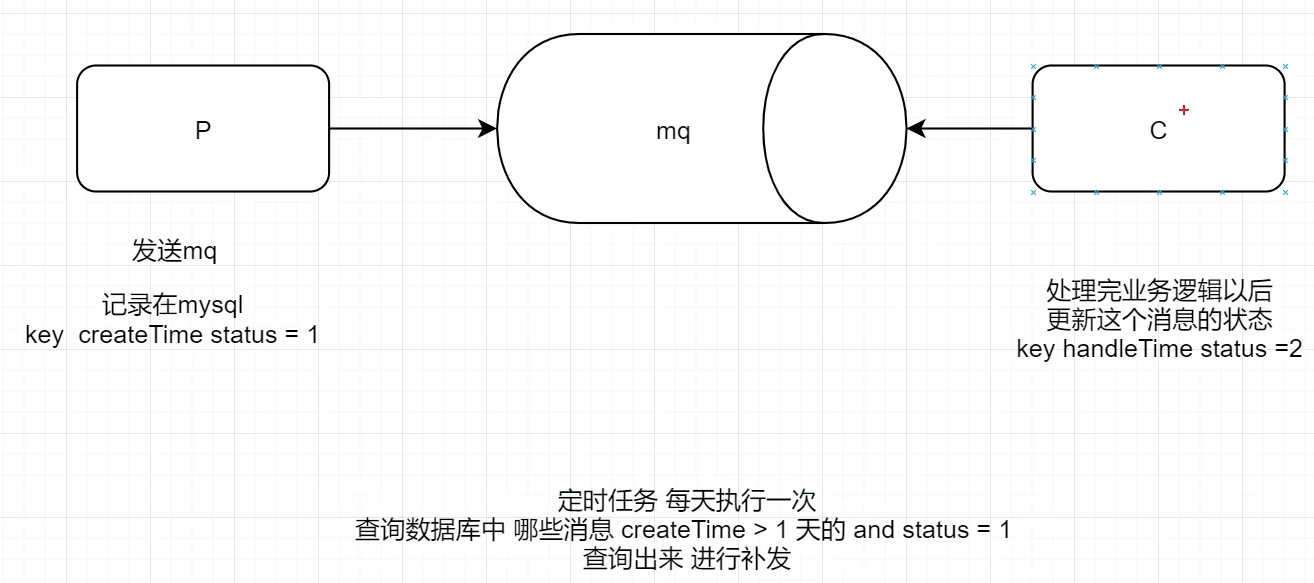 P
mq
C
发送mq
记录在mysql
key  createTime status = 1
处理完业务逻辑以后
更新这个消息的状态
key handleTime status =2
定时任务 每天执行一次
查询数据库中 哪些消息 createTime > 1 天的 and status = 1
查询出来 进行补发